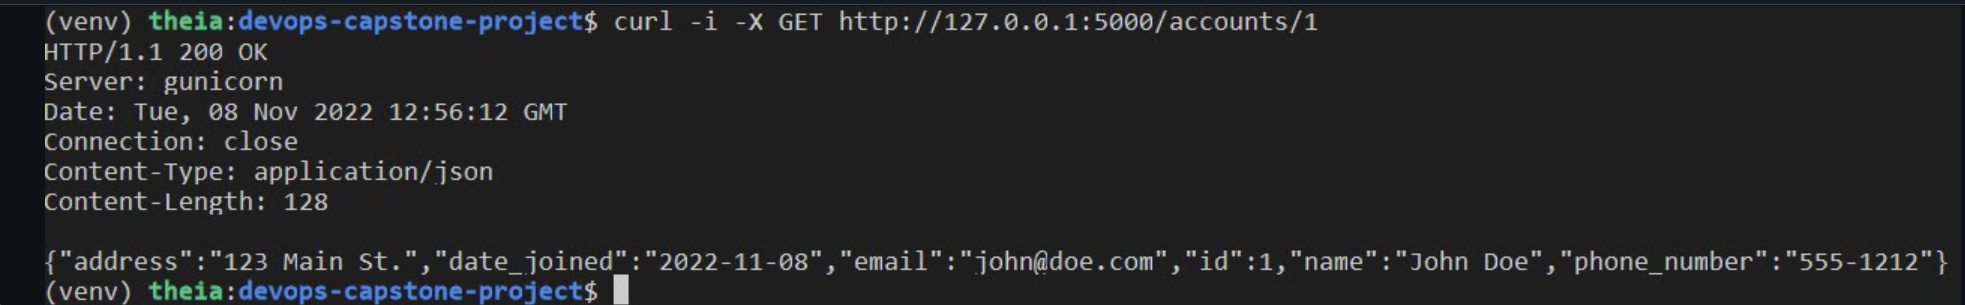 (venv) theia:devops-capstone-project$ curl -i -X GET http://127.0.0.1:5000/accounts/1
HTTP/1.1 200 OK
Server: gunicorn
Date: Tue, 08 Nov 2022 12:56:12 GMT
Connection: close
Content-Type: application/json
Content-Length: 128

{"address":"123 Main St.","date_joined":"2022-11-08","email":"john@doe.com","id":1,"name":"John Doe","phone_number":"555-1212"}
(venv) theia:devops-capstone-project$